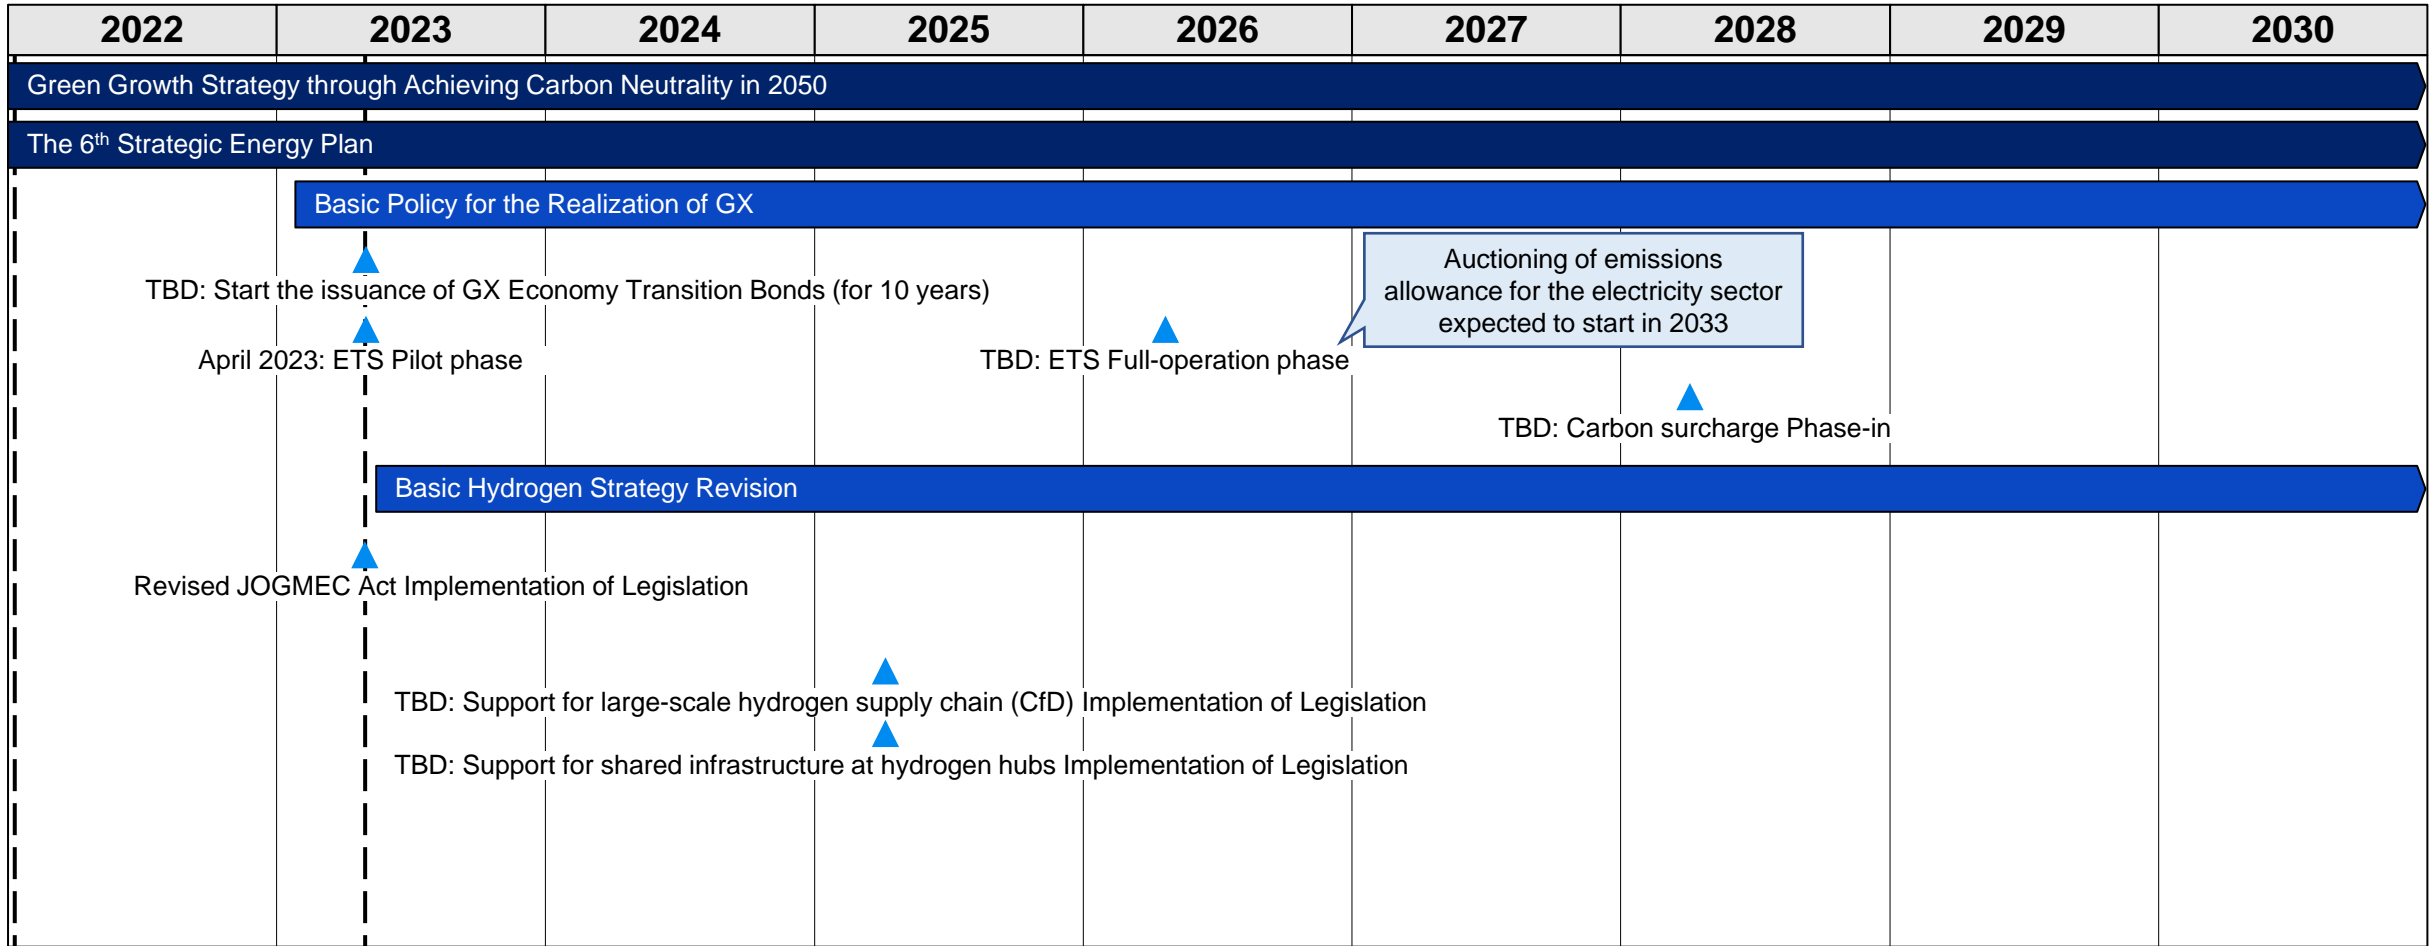 2022 2023 2024 2025 2026 2027 2028 2029 2030
Green Growth Strategy through Achieving Carbon Neutrality in 2050
The 6th Strategic Energy Plan
Basic Policy for the Realization of GX
TBD: Start the issuance of GX Economy Transition Bonds (for 10 years)
Auctioning of emissions
allowance for the electricity sector
expected to start in 2033
April 2023: ETS Pilot phase
TBD: ETS Full-operation phase
TBD: Carbon surcharge Phase-in
Basic Hydrogen Strategy Revision
Revised JOGMEC Act Implementation of Legislation
TBD: Support for large-scale hydrogen supply chain (CfD) Implementation of Legislation
TBD: Support for shared infrastructure at hydrogen hubs Implementation of Legislation